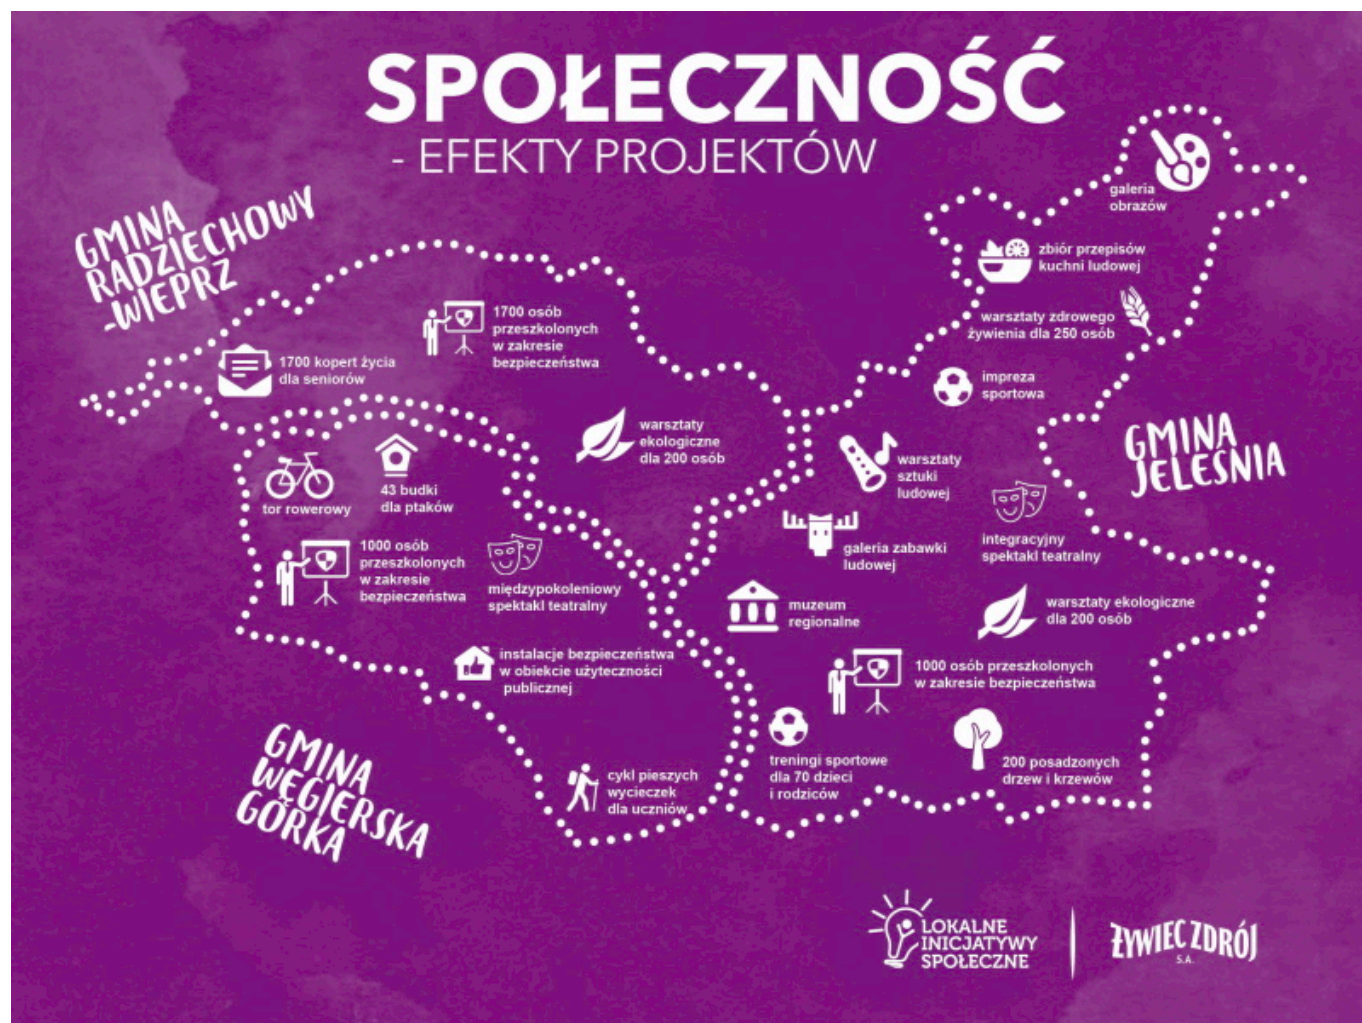 SPOŁECZNOŚĆ
- EFEKTY PROJEKTÓW
GMINA
RADZIECHOWY
-WIEPRZ
1700 osób
przeszkolonych
w zakresie
bezpieczeństwa
1700 kopert życia
dla seniorów
warsztaty
ekologiczne
dla 200 osób
galeria
obrazów
zbiór przepisów
kuchni ludowej
warsztaty zdrowego
żywienia dla 250 osób
impreza
sportowa
GMINA
JELEŚNIA
warsztaty
sztuki
ludowej
galeria zabawki
ludowej
integracyjny
spektakl teatralny
muzeum
regionalne
warsztaty ekologiczne
dla 200 osób
1000 osób przeszkolonych
w zakresie bezpieczeństwa
treningi sportowe
dla 70 dzieci
i rodziców
200 posadzonych
drzew i krzewów
tor rowerowy
43 budki
dla ptaków
1000 osób
przeszkolonych
w zakresie
bezpieczeństwa
międzypokoleniowy
spektakl teatralny
instalacje bezpieczeństwa
w obiekcie użyteczności
publicznej
cykl pieszych
wycieczek
dla uczniów
GMINA
WĘGIERSKA
GÓRKA
LOKALNE
INICJATYWY
SPOŁECZNE
ŻYWIEC ZDRÓJ
S.A.